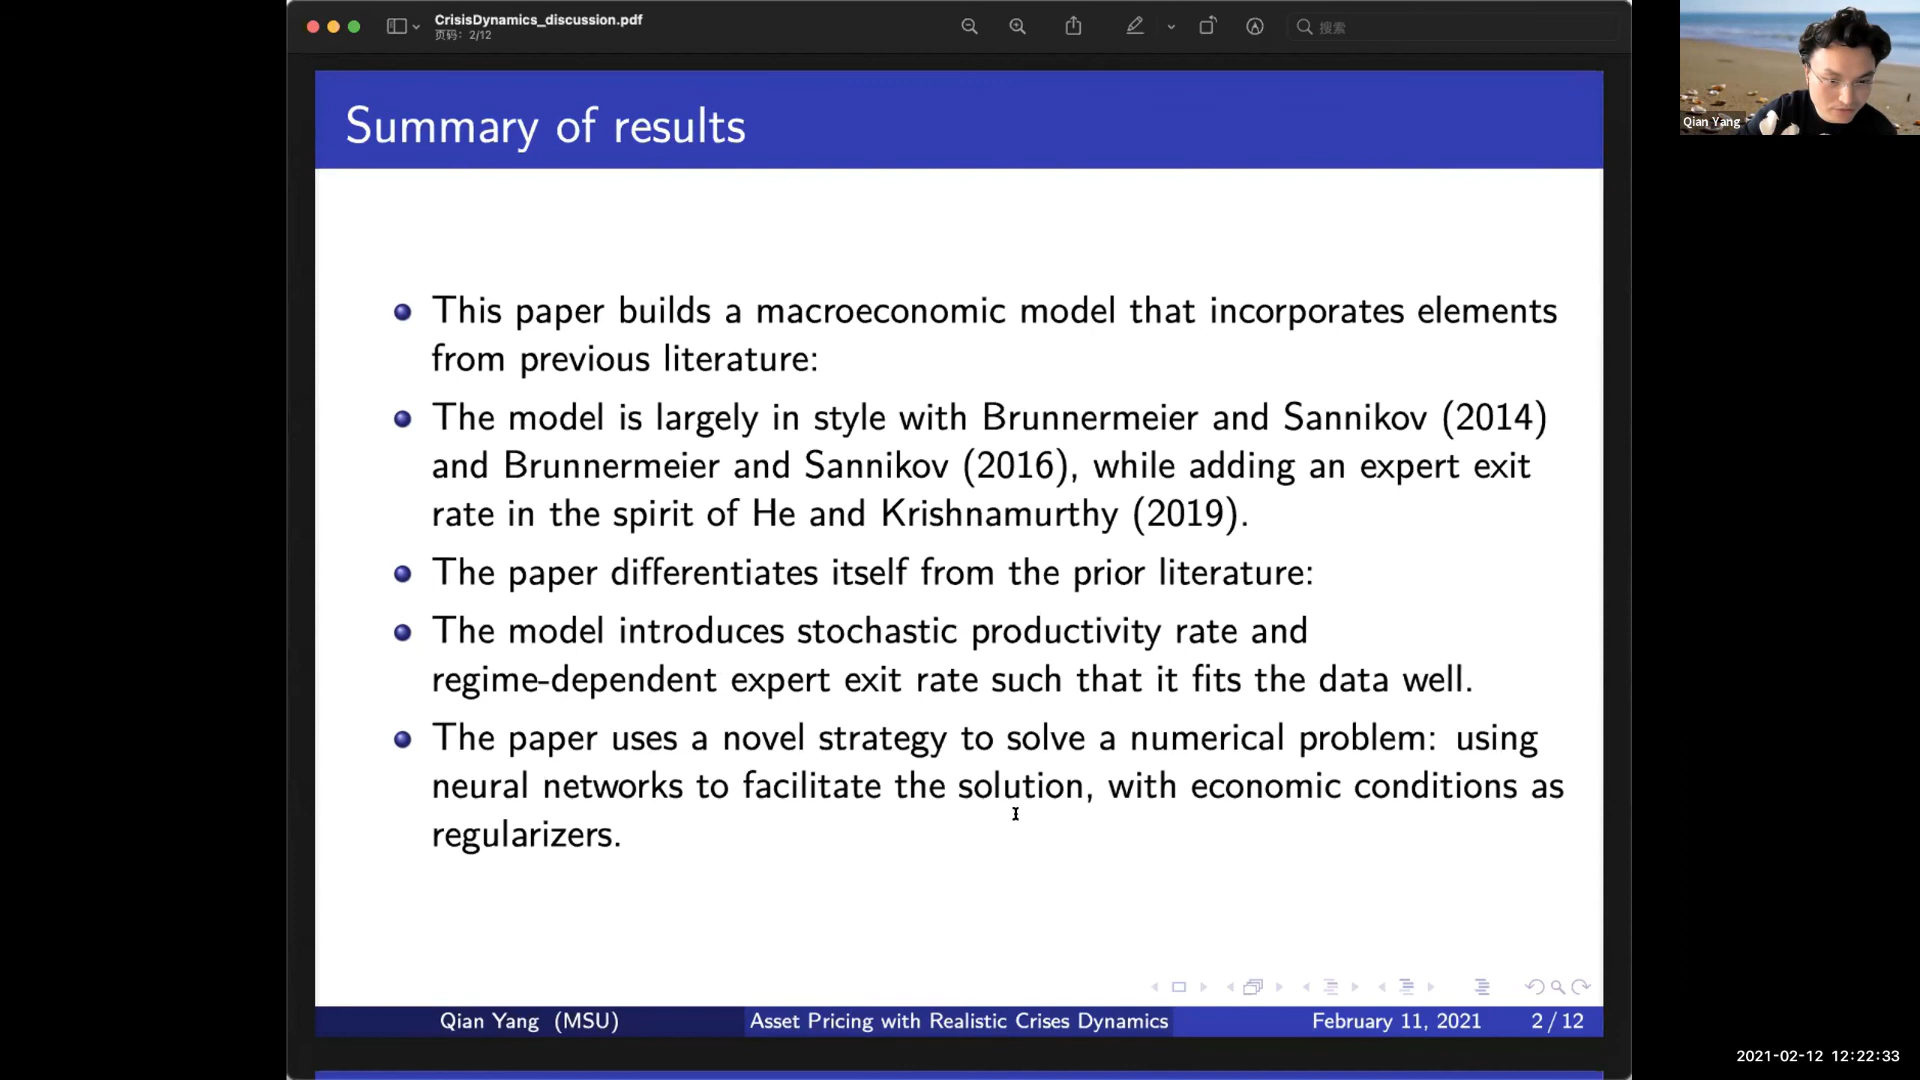 CrisisDynamics_discussion.pdf
页码：2/12
搜索
Qian Yang
Summary of results
This paper builds a macroeconomic model that incorporates elements
from previous literature:
The model is largely in style with Brunnermeier and Sannikov (2014)
and Brunnermeier and Sannikov (2016), while adding an expert exit
rate in the spirit of He and Krishnamurthy (2019).
The paper differentiates itself from the prior literature:
The model introduces stochastic productivity rate and
regime-dependent expert exit rate such that it fits the data well.
The paper uses a novel strategy to solve a numerical problem: using
neural networks to facilitate the solution, with economic conditions as
regularizers.
Qian Yang (MSU) Asset Pricing with Realistic Crises Dynamics February 11, 2021 2 / 12
2021-02-12 12:22:33